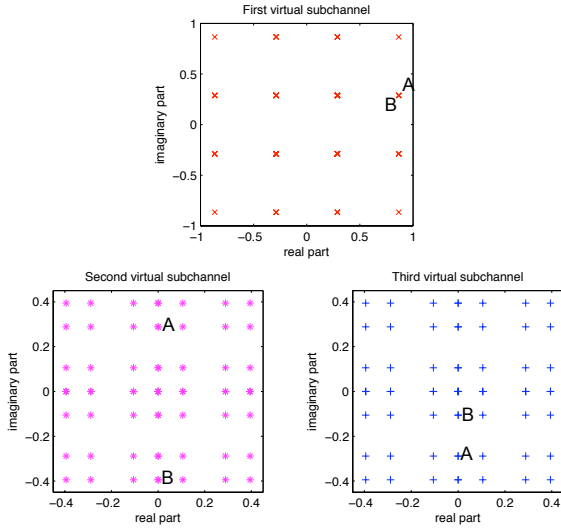 First virtual subchannel
1
0.5
0
−0.5
−1
imaginary part
A
B
−1 −0.5 0 0.5 1
real part
Second virtual subchannel
0.4
0.2
0
−0.2
−0.4
imaginary part
A
B
−0.4 −0.2 0 0.2 0.4
real part
Third virtual subchannel
0.4
0.2
0
−0.2
−0.4
imaginary part
B
A
−0.4 −0.2 0 0.2 0.4
real part